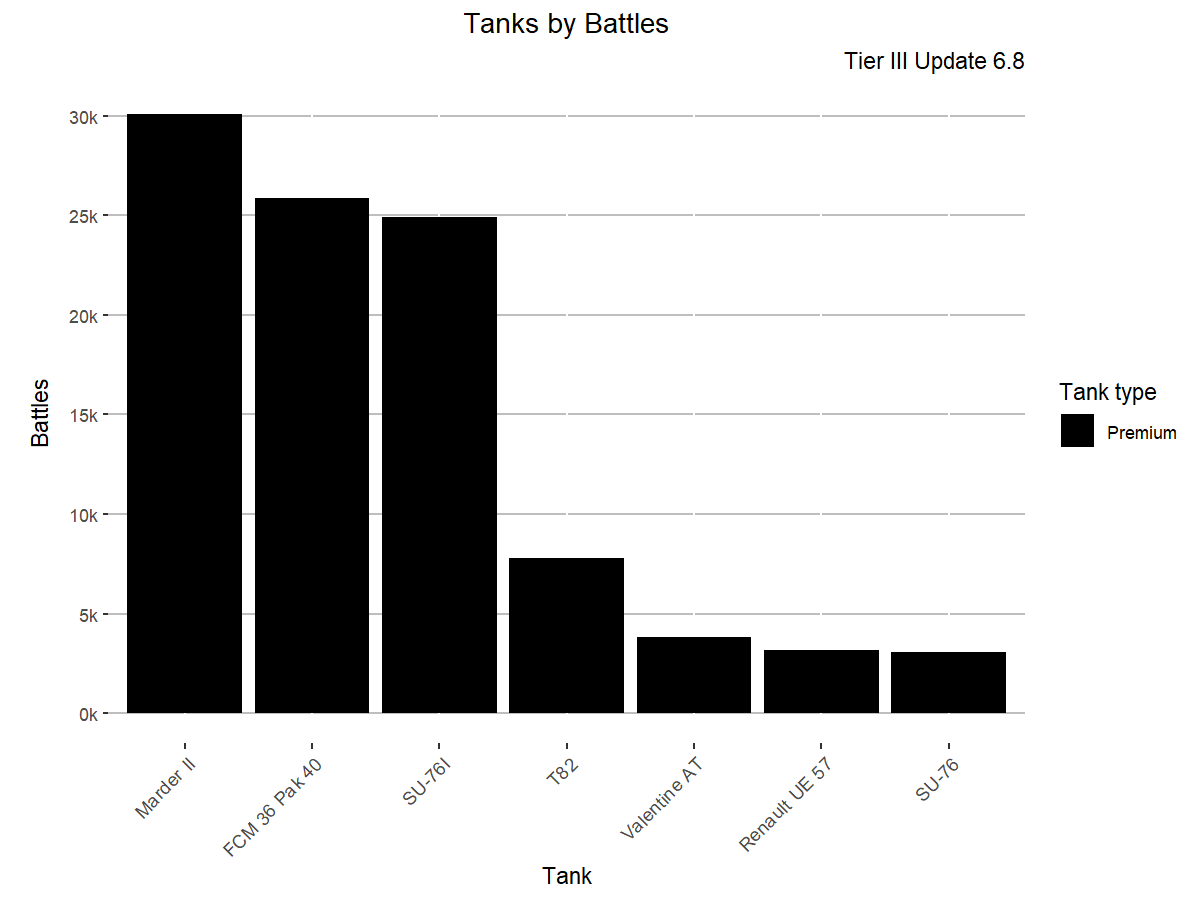 Tanks by Battles
Tier III Update 6.8
30k
25k
20k
15k
10k
5k
0k
Battles
Marder II
FCM 36 Pak 40
SU-76I
T82
Valentine AT
Renault UE 57
SU-76
Tank
Tank type
Premium